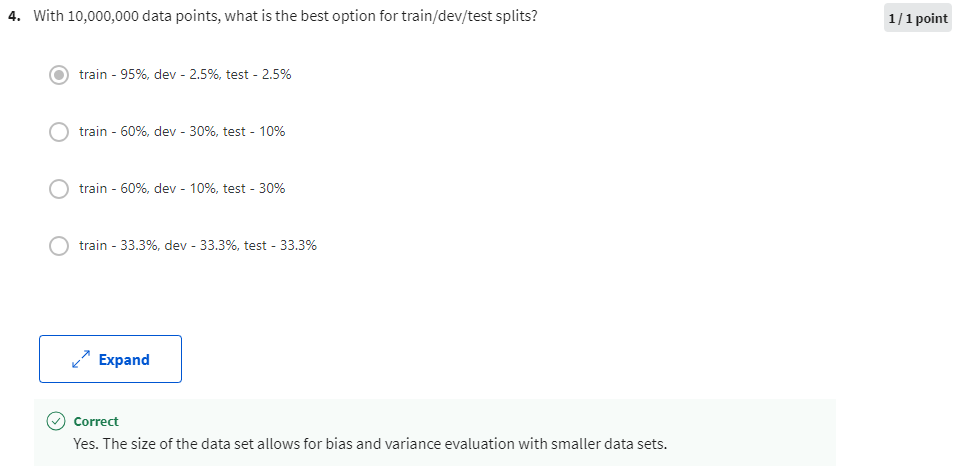 4. With 10,000,000 data points, what is the best option for train/dev/test splits?
1 / 1 point
train - 95%, dev - 2.5%, test - 2.5%
train - 60%, dev - 30%, test - 10%
train - 60%, dev - 10%, test - 30%
train - 33.3%, dev - 33.3%, test - 33.3%
Expand
Correct
Yes. The size of the data set allows for bias and variance evaluation with smaller data sets.